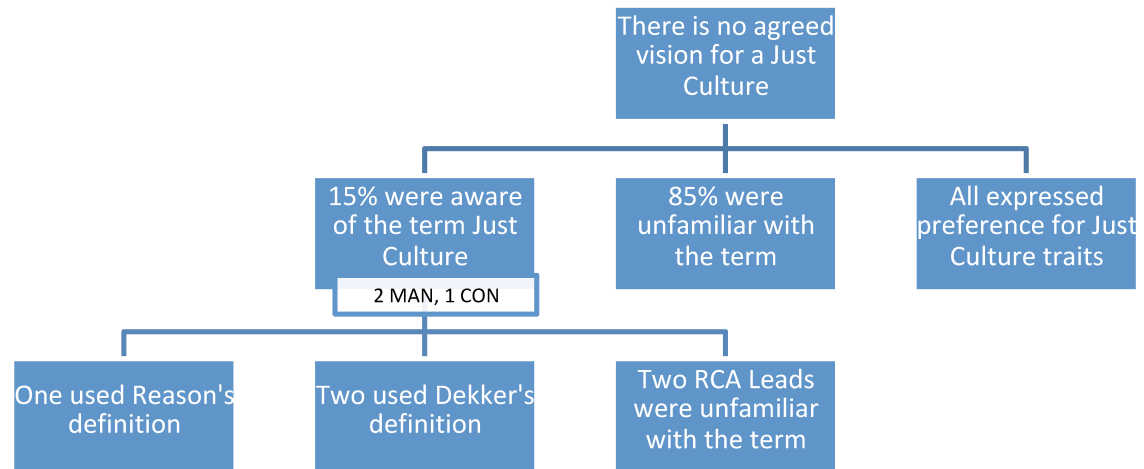 There is no agreed
vision for a Just
Culture
15% were aware
of the term Just
Culture
2 MAN, 1 CON
85% were
unfamiliar with
the term
All expressed
preference for Just
Culture traits
One used Reason's
definition
Two used Dekker's
definition
Two RCA Leads
were unfamiliar
with the term